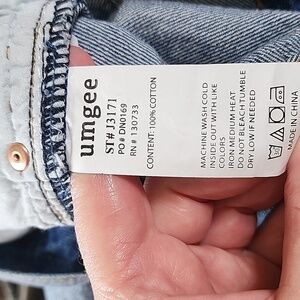 umgee
ST# J3171
PO# DN0169
RN # 130733
CONTENT: 100% COTTON
MACHINE WASH COLD
INSIDE OUT WITH LIKE
COLORS
IRON MEDIUM HEAT
DO NOT BLEACH TUMBLE
DRY LOW IF NEEDED
MADE IN CHINA